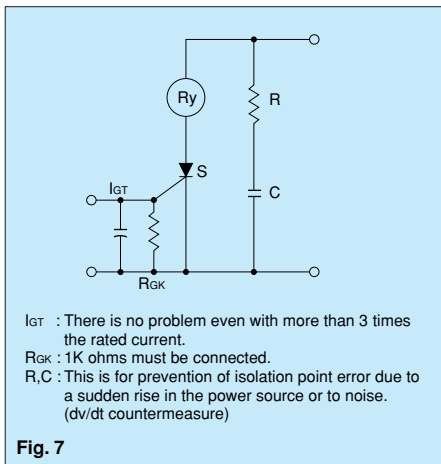 Ry
R
S
IGT
C
RGK
IGT : There is no problem even with more than 3 times
the rated current.
RGK : 1K ohms must be connected.
R,C : This is for prevention of isolation point error due to
a sudden rise in the power source or to noise.
(dv/dt countermeasure)
Fig. 7